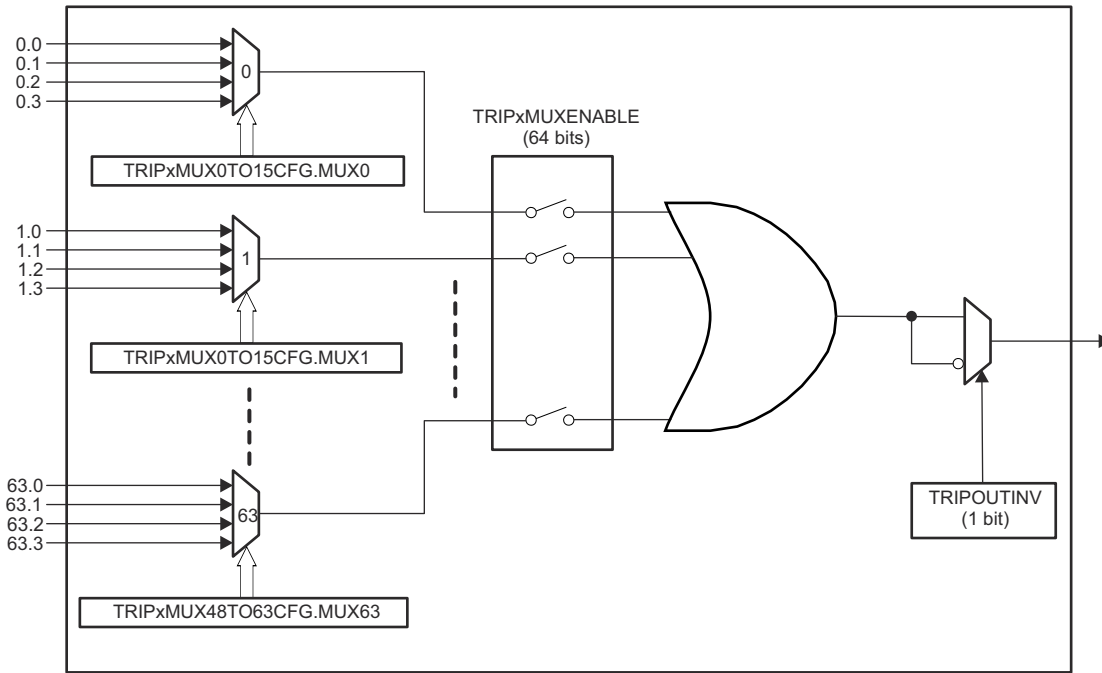 0.0
0.1
0.2
0.3
0
TRIPxMUX0TO15CFG.MUX0
TRIPxMUXENABLE
(64 bits)
1.0
1.1
1.2
1.3
1
TRIPxMUX0TO15CFG.MUX1
63.0
63.1
63.2
63.3
63
TRIPxMUX48TO63CFG.MUX63
TRIPOUTINV
(1 bit)